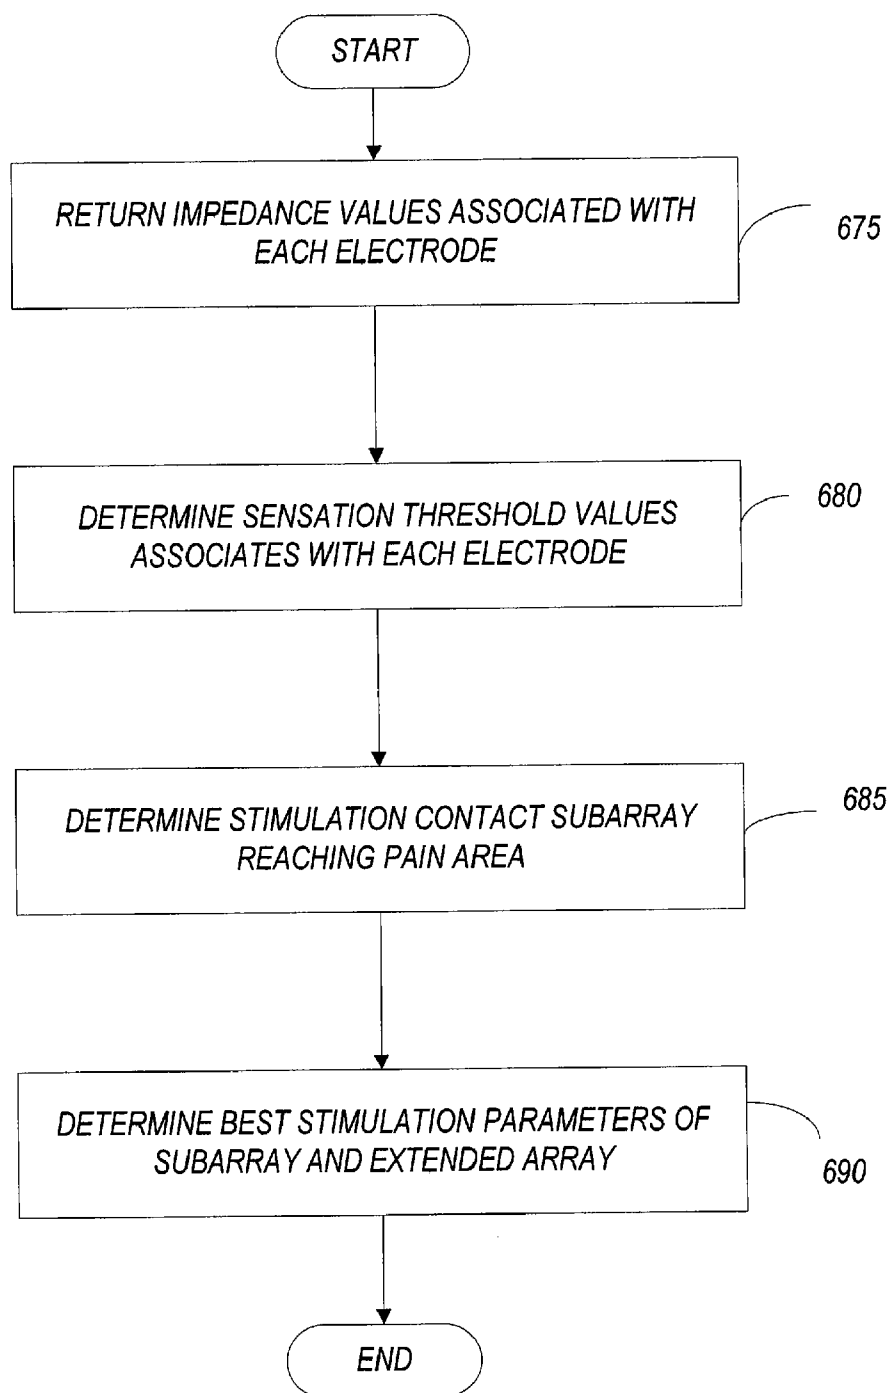 START
RETURN IMPEDANCE VALUES ASSOCIATED WITH
EACH ELECTRODE
675
DETERMINE SENSATION THRESHOLD VALUES
ASSOCIATES WITH EACH ELECTRODE
680
DETERMINE STIMULATION CONTACT SUBARRAY
REACHING PAIN AREA
685
DETERMINE BEST STIMULATION PARAMETERS OF
SUBARRAY AND EXTENDED ARRAY
690
END